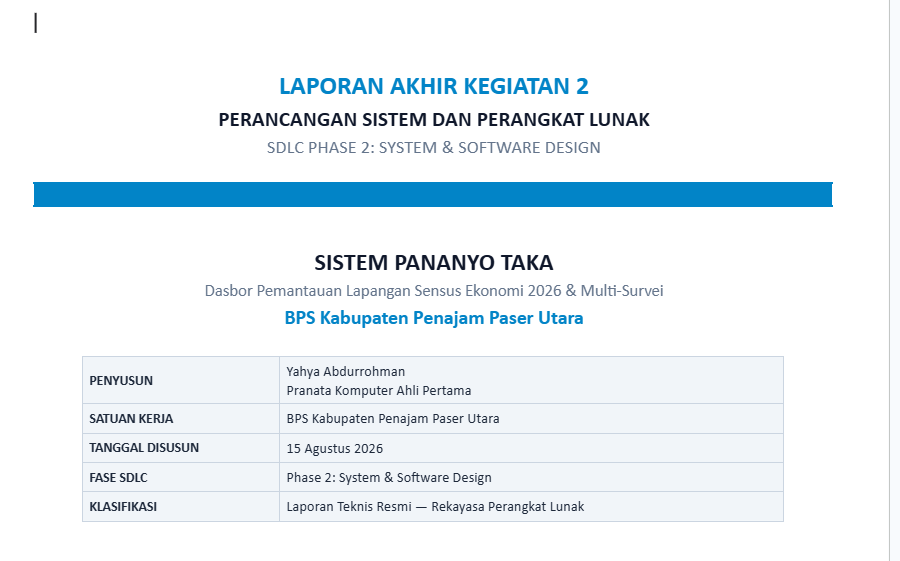 LAPORAN AKHIR KEGIATAN 2
PERANCANGAN SISTEM DAN PERANGKAT LUNAK
SDLC PHASE 2: SYSTEM & SOFTWARE DESIGN
SISTEM PANANYO TAKA
Dasbor Pemantauan Lapangan Sensus Ekonomi 2026 & Multi-Survei
BPS Kabupaten Penajam Paser Utara
PENYUSUN
Yahya Abdurrohman
Pranata Komputer Ahli Pertama
SATUAN KERJA BPS Kabupaten Penajam Paser Utara
TANGGAL DISUSUN 15 Agustus 2026
FASE SDLC Phase 2: System & Software Design
KLASIFIKASI Laporan Teknis Resmi — Rekayasa Perangkat Lunak